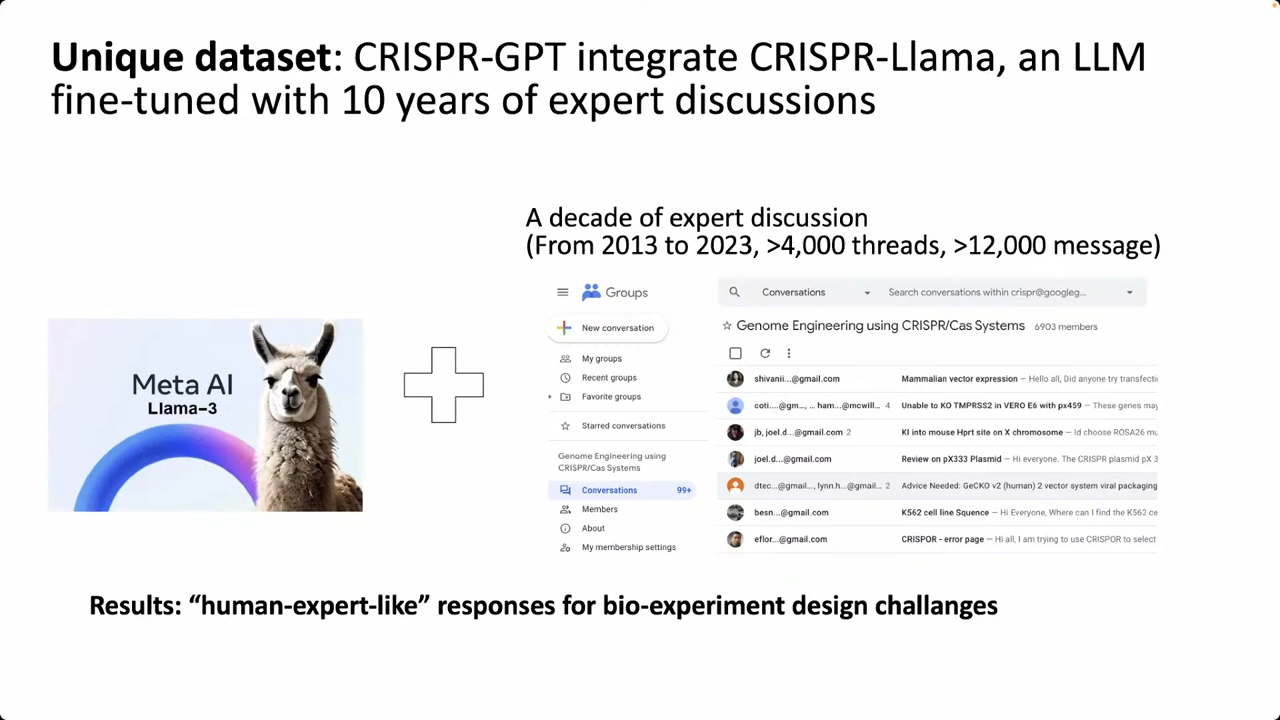 Unique dataset: CRISPR-GPT integrate CRISPR-Llama, an LLM
fine-tuned with 10 years of expert discussions
A decade of expert discussion
(From 2013 to 2023, >4,000 threads, >12,000 message)
Meta AI
Llama-3
Groups
New conversation
My groups
Recent groups
Favorite groups
Starred conversations
Genome Engineering using
CRISPR/Cas Systems
Conversations 99+
Members
About
My membership settings
Conversations Search conversations within crispr@googleg...
Genome Engineering using CRISPR/Cas Systems 6903 members
shivanii...@gmail.com Mammalian vector expression – Hello all, Did anyone try transfecti
coti....@gm..., ... ham...@mcwill... 4 Unable to KO TMPRSS2 in VERO E6 with px459 – These genes may
jb, joel.d...@gmail.com 2 KI into mouse Hprt site on X chromosome – Id choose ROSA26 mu
joel.d...@gmail.com Review on pX333 Plasmid – Hi everyone. The CRISPR plasmid pX 3
dtec...@gmail..., lynn.h...@gmail... 2 Advice Needed: GeCKO v2 (human) 2 vector system viral packaging
besn...@gmail.com K562 cell line Squence – Hi Everyone, Where can I find the K562 ce
eflor...@gmail.com CRISPOR - error page – Hi all, I am trying to use CRISPOR to select
Results: “human-expert-like” responses for bio-experiment design challanges